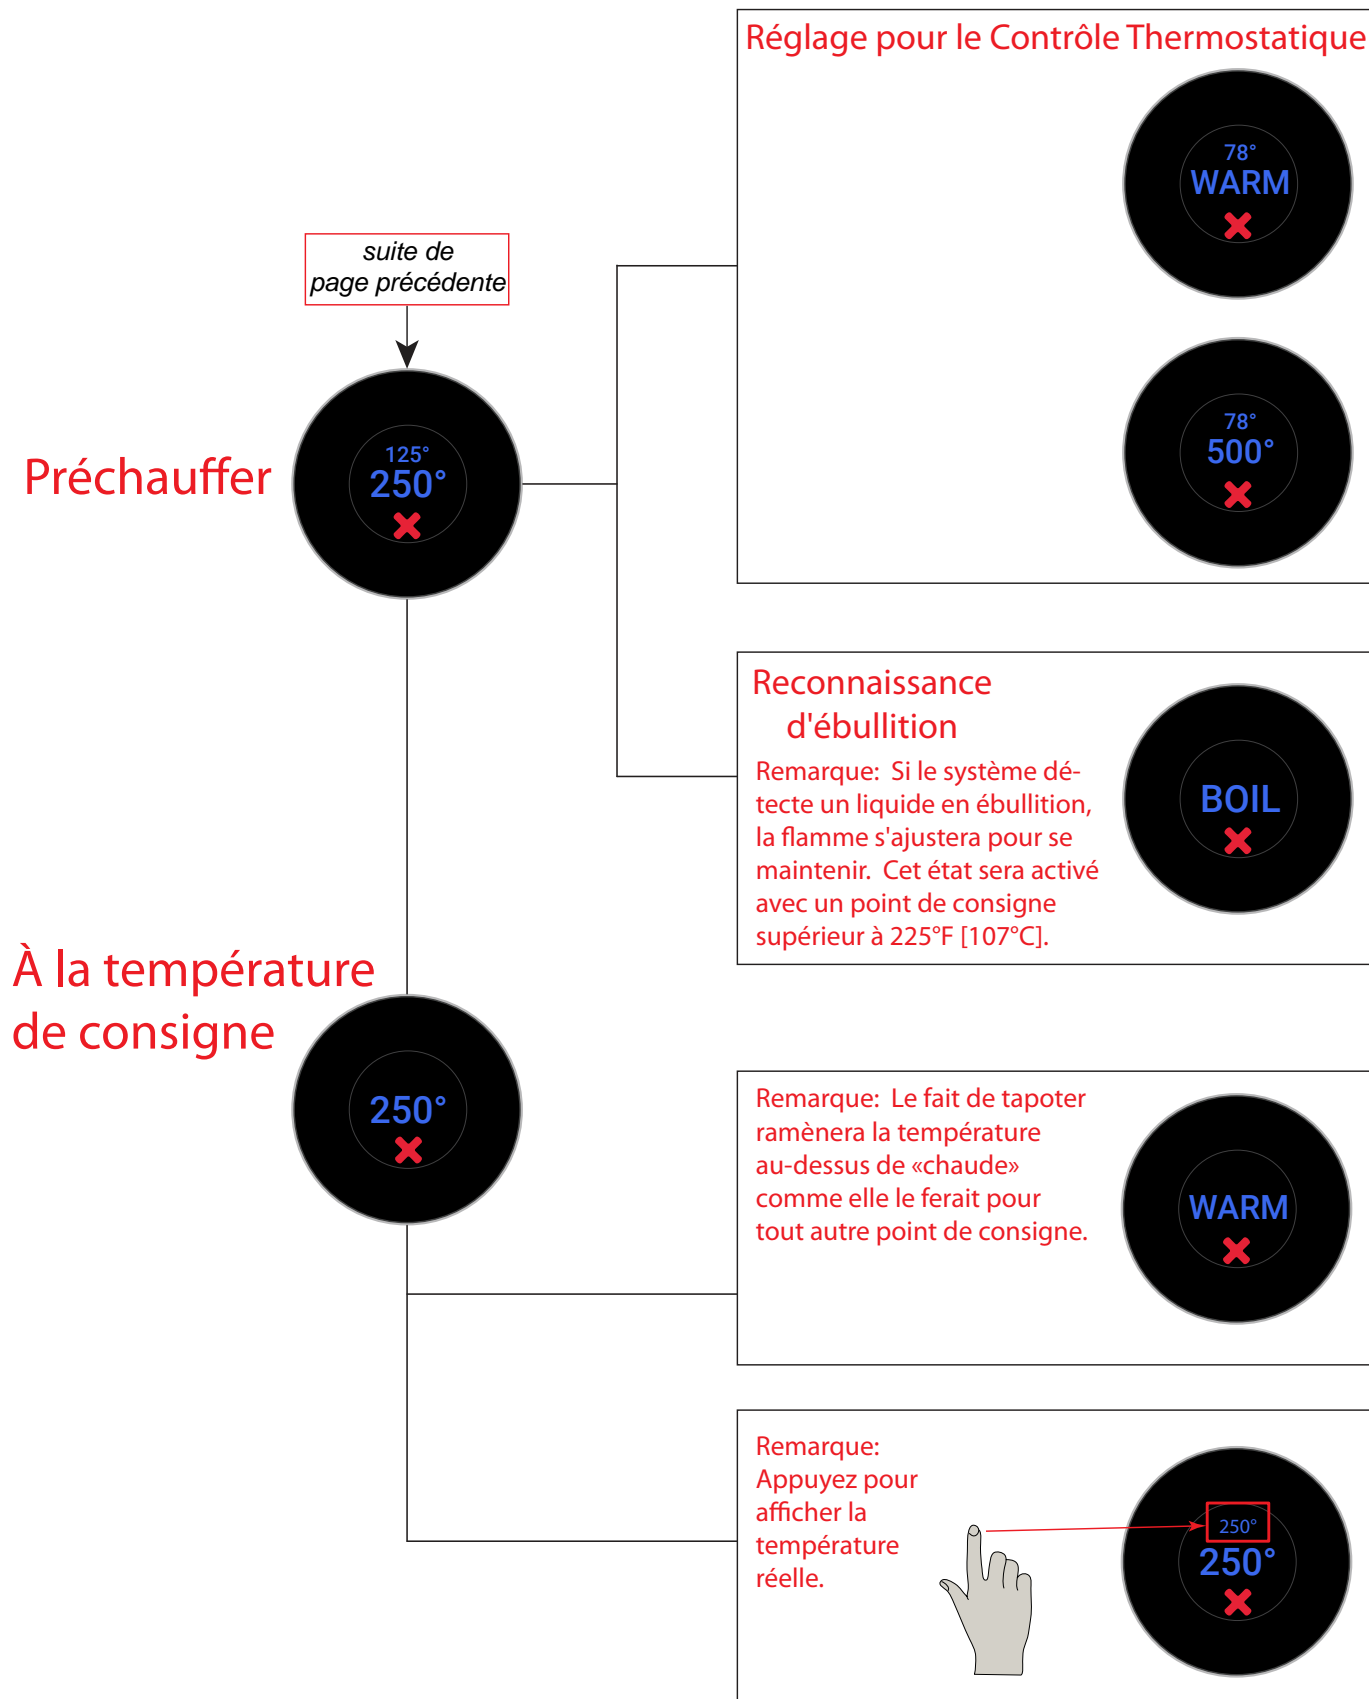 Réglage pour le Contrôle Thermostatique
78°
WARM
suite de
page précédente
78°
500°
Préchauffer
125°
250°
Reconnaissance
d'ébullition
Remarque: Si le système dé-
tecte un liquide en ébullition,
la flamme s'ajustera pour se
maintenir. Cet état sera activé
avec un point de consigne
supérieur à 225°F [107°C].
BOIL
À la température
de consigne
250°
Remarque: Le fait de tapoter
ramènera la température
au-dessus de «chaude»
comme elle le ferait pour
tout autre point de consigne.
WARM
Remarque:
Appuyez pour
afficher la
température
réelle.
250°
250°